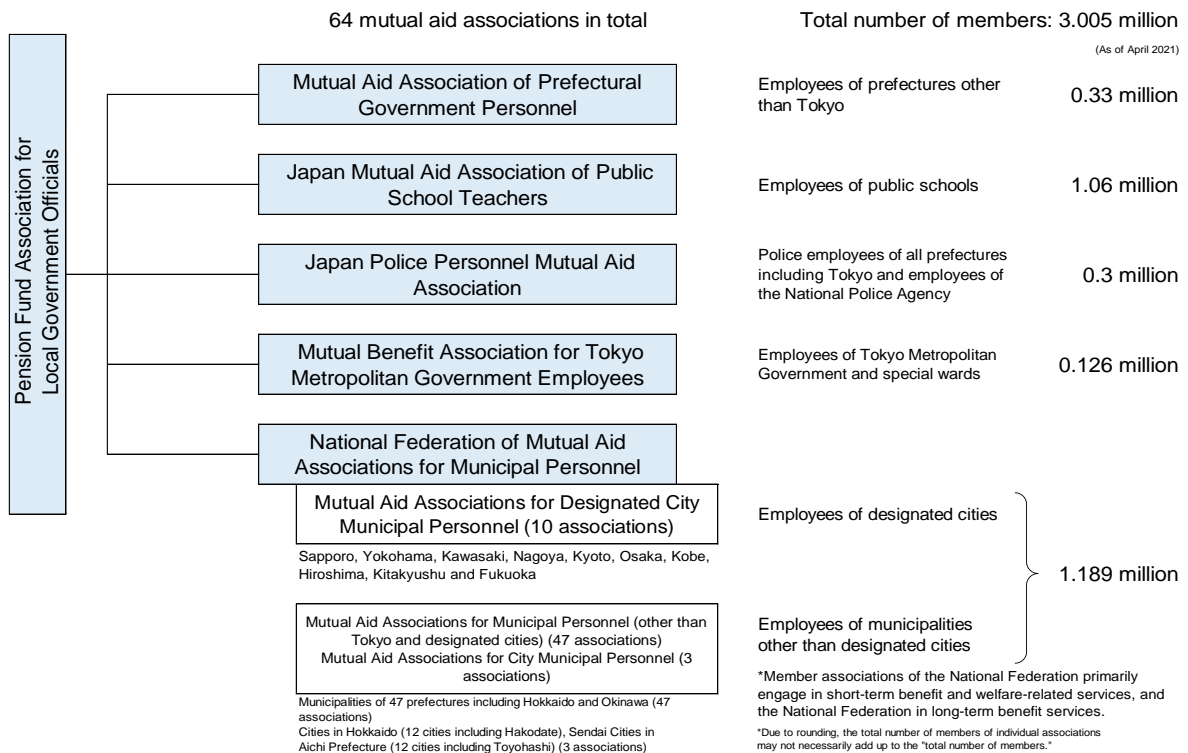 64 mutual aid associations in total
Total number of members: 3.005 million
(As of April 2021)
Pension Fund Association for
Local Government Officials
Mutual Aid Association of Prefectural
Government Personnel
Employees of prefectures other
than Tokyo
0.33 million
Japan Mutual Aid Association of Public
School Teachers
Employees of public schools
1.06 million
Japan Police Personnel Mutual Aid
Association
Police employees of all prefectures
including Tokyo and employees of
the National Police Agency
0.3 million
Mutual Benefit Association for Tokyo
Metropolitan Government Employees
Employees of Tokyo Metropolitan
Government and special wards
0.126 million
National Federation of Mutual Aid
Associations for Municipal Personnel
Mutual Aid Associations for Designated City
Municipal Personnel (10 associations)
Employees of designated cities
Sapporo, Yokohama, Kawasaki, Nagoya, Kyoto, Osaka, Kobe,
Hiroshima, Kitakyushu and Fukuoka
1.189 million
Mutual Aid Associations for Municipal Personnel (other than
Tokyo and designated cities) (47 associations)
Mutual Aid Associations for City Municipal Personnel (3
associations)
Employees of municipalities
other than designated cities
Municipalities of 47 prefectures including Hokkaido and Okinawa (47
associations)
Cities in Hokkaido (12 cities including Hakodate), Sendai Cities in
Aichi Prefecture (12 cities including Toyohashi) (3 associations)
*Member associations of the National Federation primarily
engage in short-term benefit and welfare-related services, and
the National Federation in long-term benefit services.
*Due to rounding, the total number of members of individual associations
may not necessarily add up to the "total number of members."